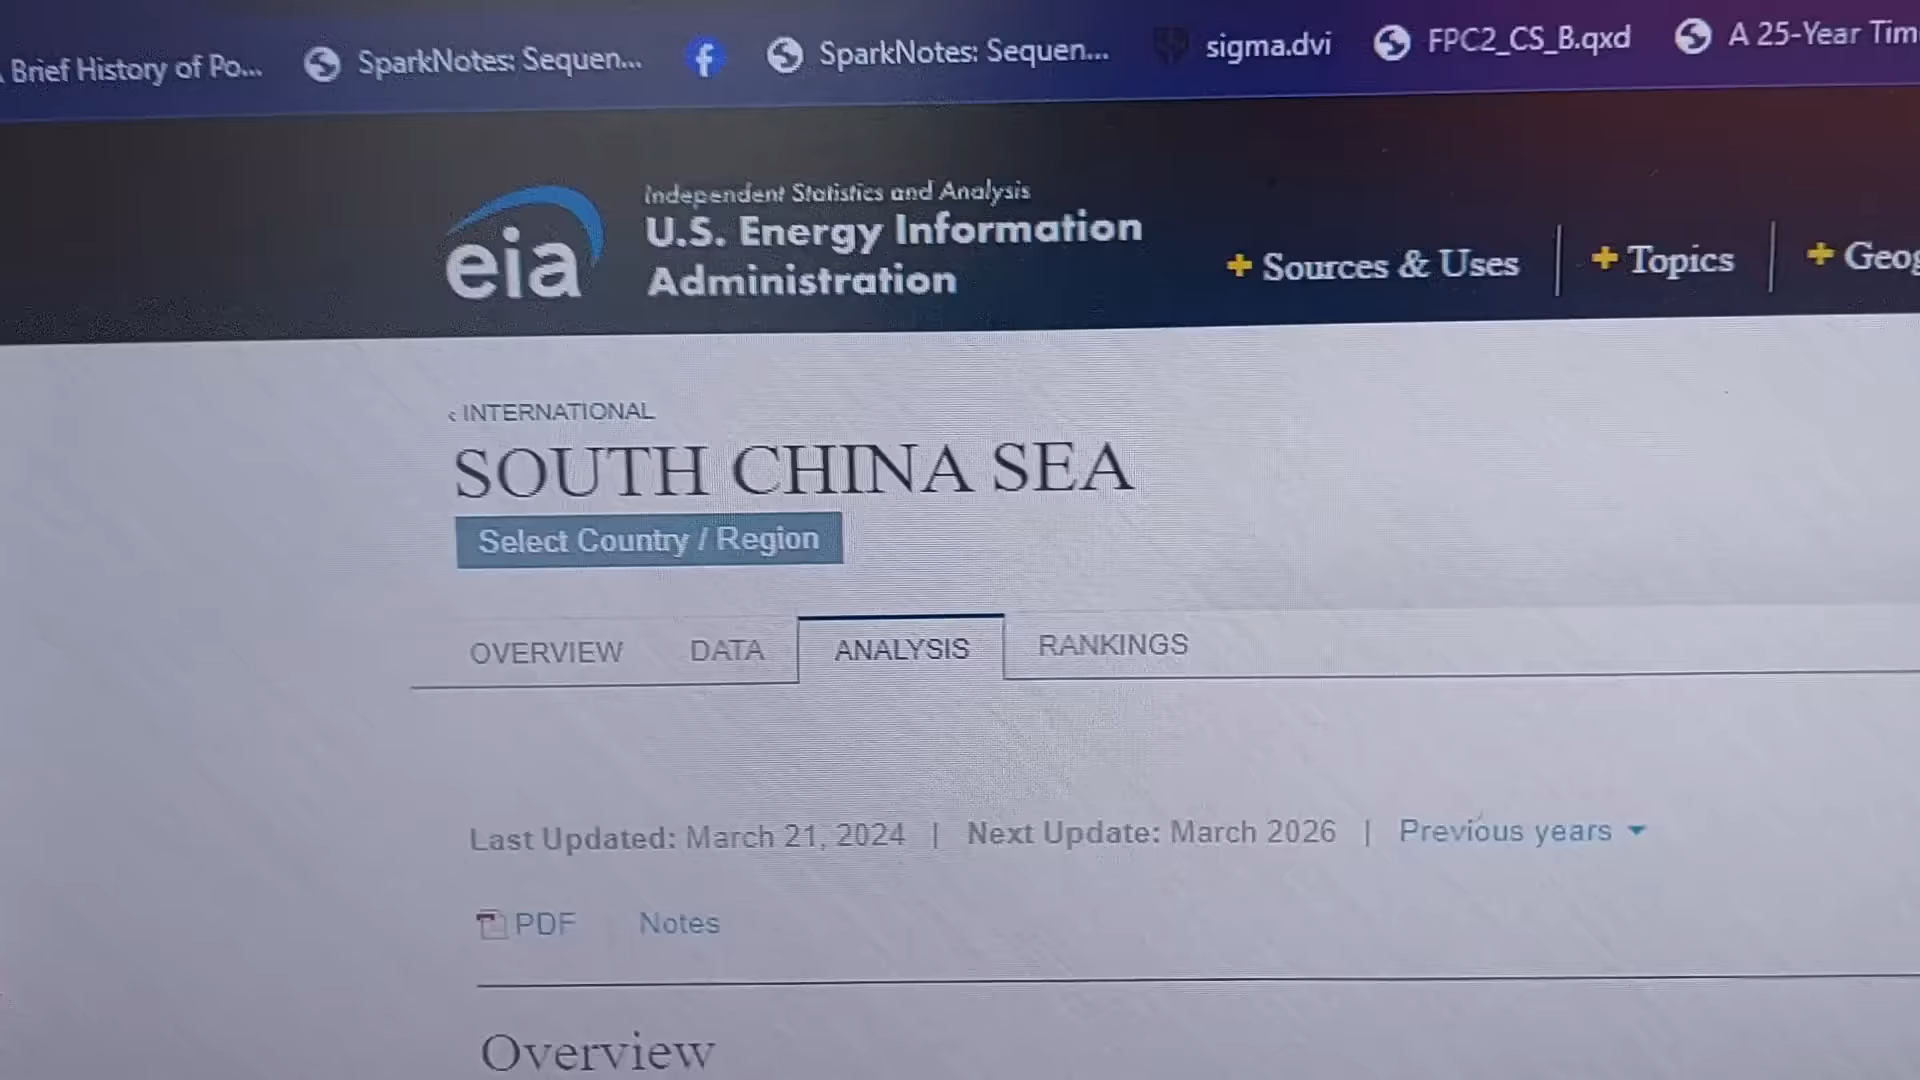 Brief History of Po... SparkNotes: Sequen... SparkNotes: Sequen... sigma.dvi FPC2_CS_B.qxd A 25-Year Tim
eia
Independent Statistics and Analysis
U.S. Energy Information
Administration
+ Sources & Uses + Topics + Geog
‹ INTERNATIONAL
SOUTH CHINA SEA
Select Country / Region
OVERVIEW DATA ANALYSIS RANKINGS
Last Updated: March 21, 2024 | Next Update: March 2026 | Previous years
PDF Notes
Overview